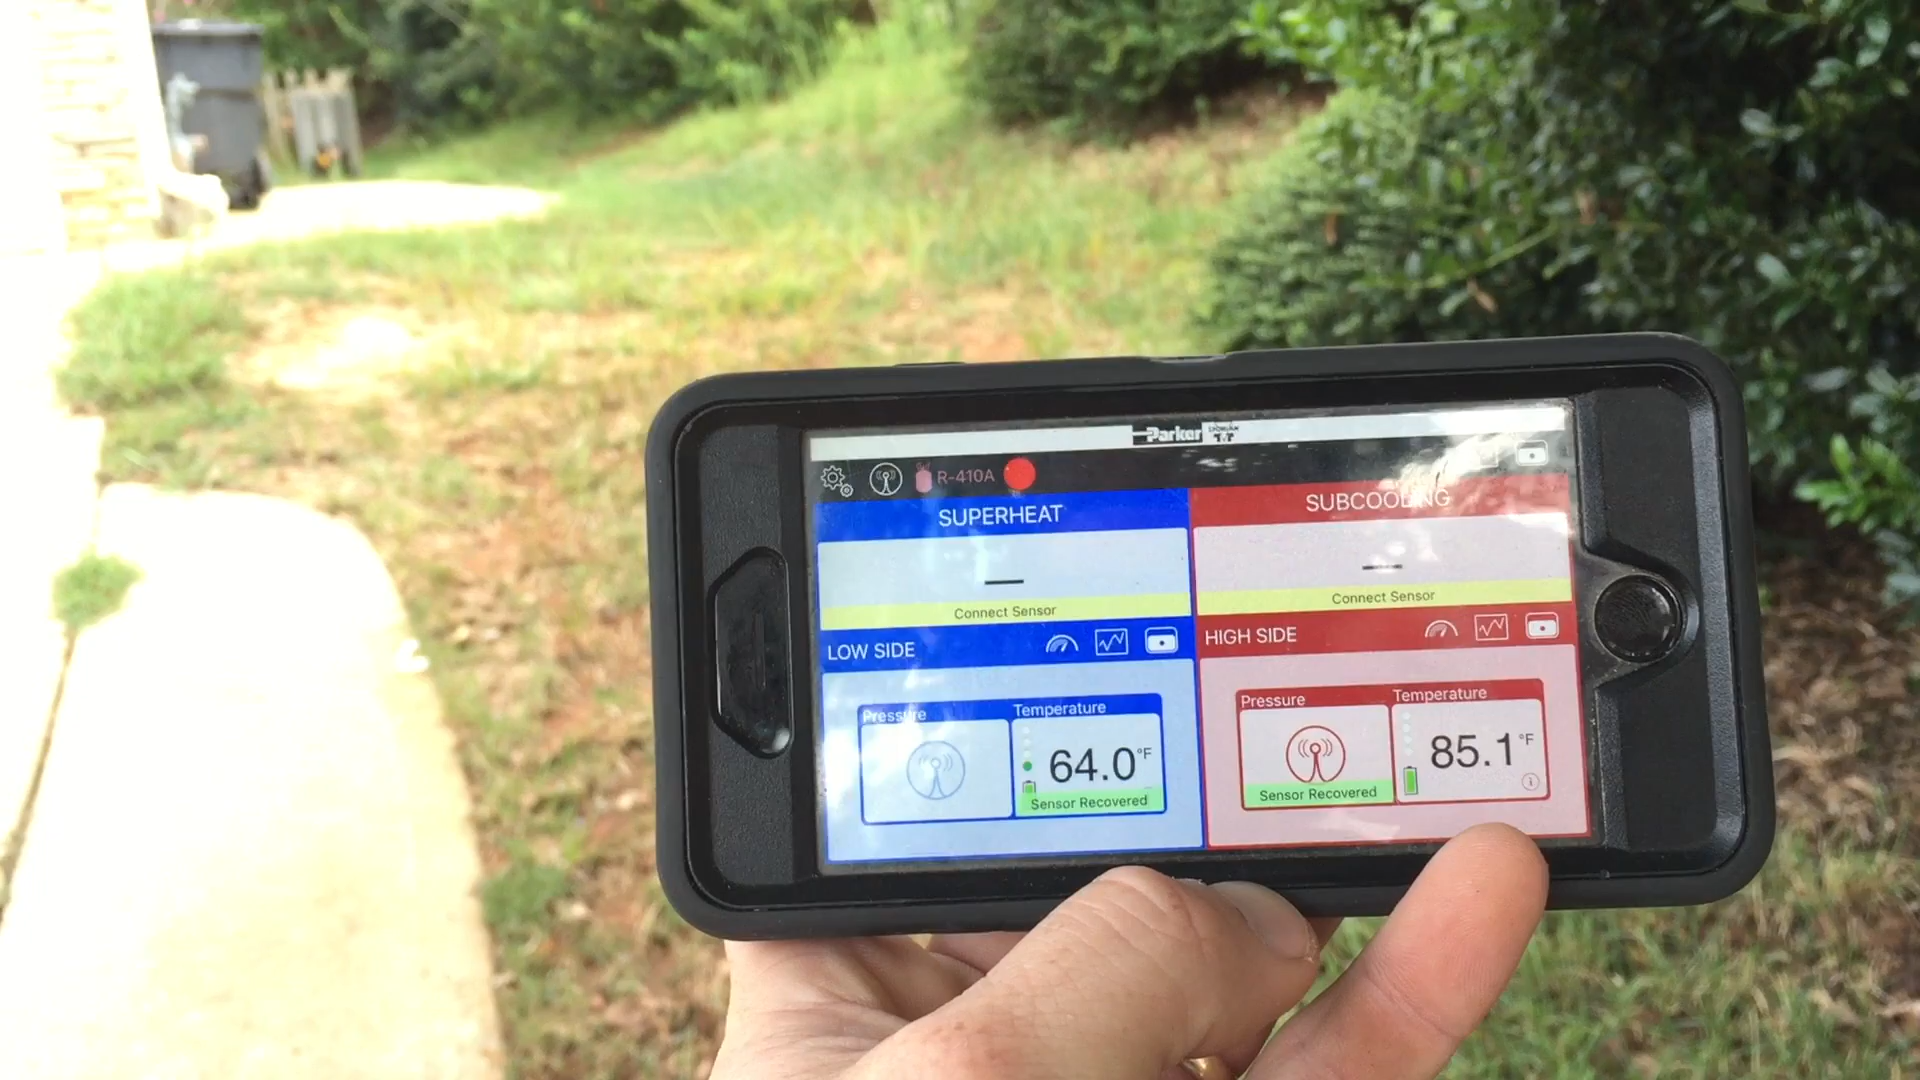 Parker
SPORLAN
R-410A
SUPERHEAT
SUBCOOLING
Connect Sensor
Connect Sensor
LOW SIDE
HIGH SIDE
Pressure
Temperature
64.0°F
Sensor Recovered
Pressure
Temperature
85.1°F
Sensor Recovered